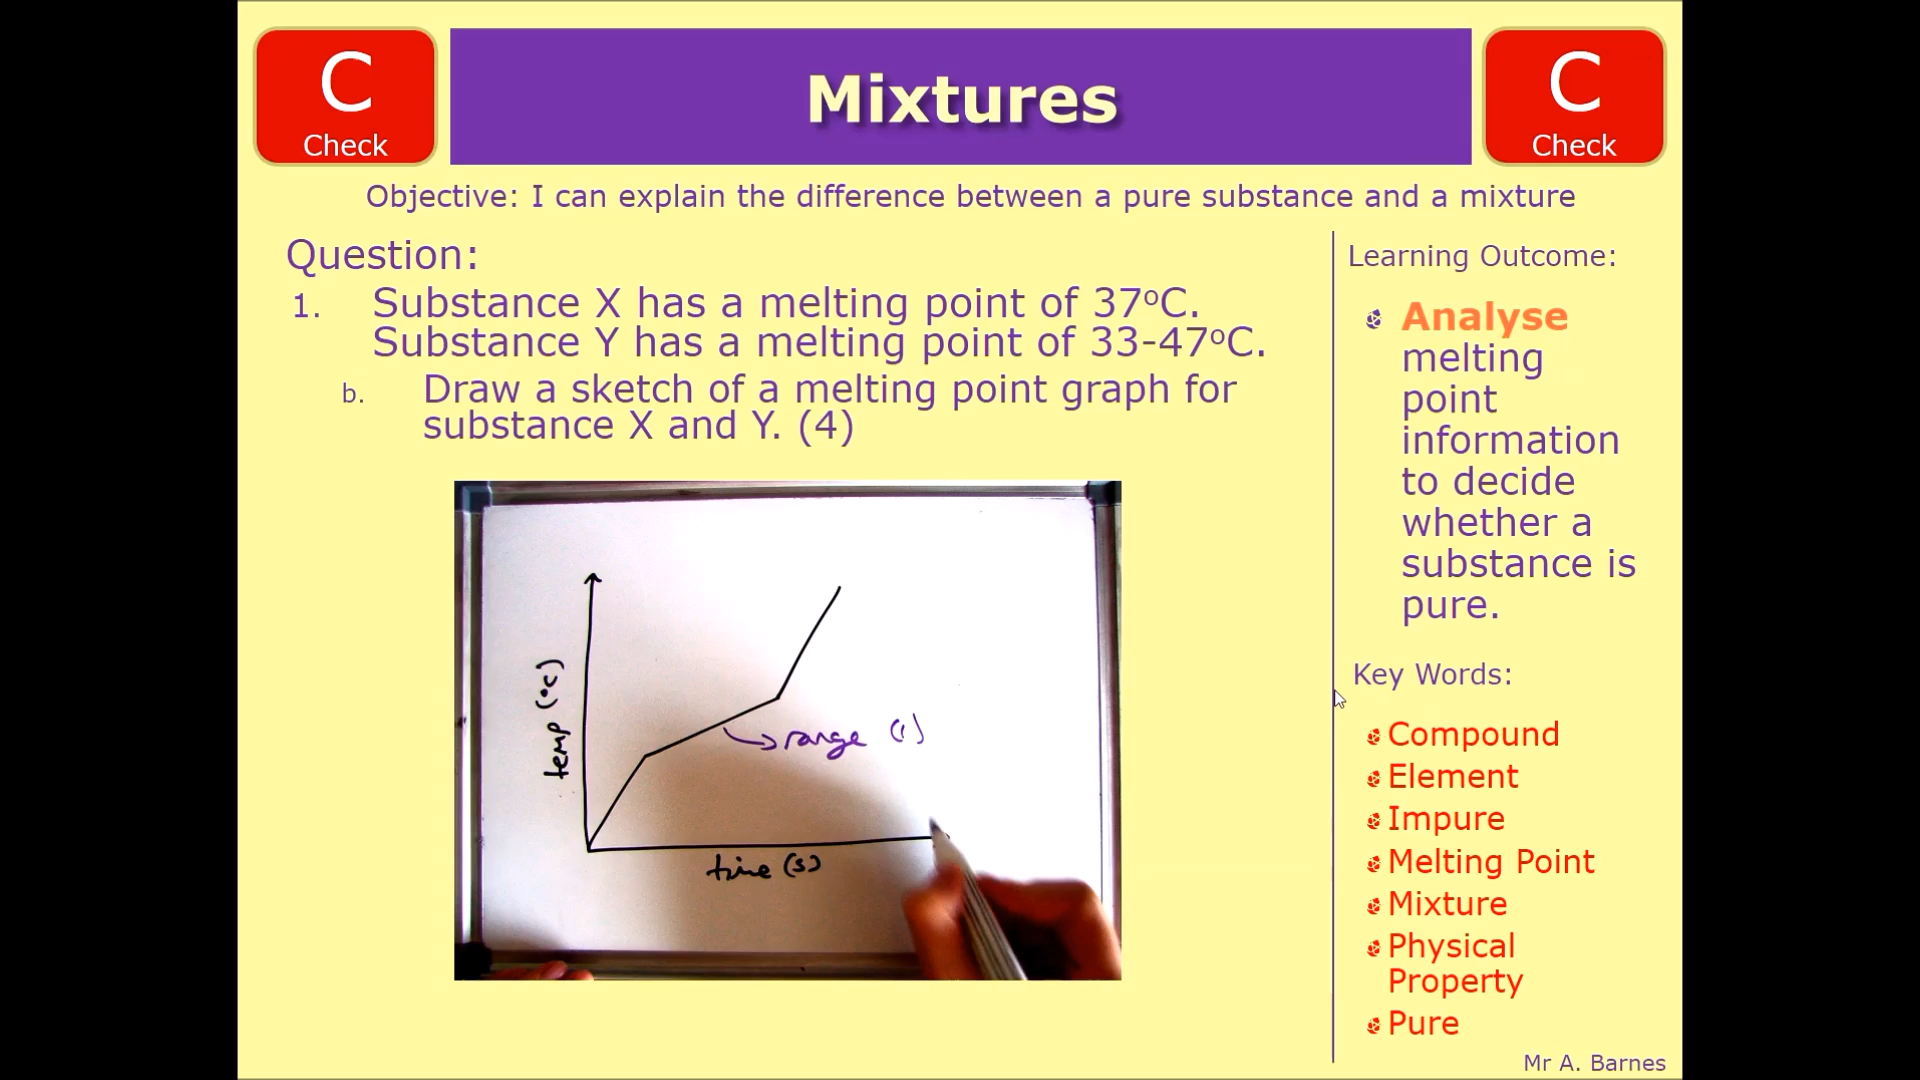 C
Check
Mixtures
C
Check
Objective: I can explain the difference between a pure substance and a mixture
Question:
1. Substance X has a melting point of 37°C.
Substance Y has a melting point of 33-47°C.
b. Draw a sketch of a melting point graph for
substance X and Y. (4)
temp (°C)
range (1)
time (s)
Learning Outcome:
Analyse
melting
point
information
to decide
whether a
substance is
pure.
Key Words:
Compound
Element
Impure
Melting Point
Mixture
Physical
Property
Pure
Mr A. Barnes